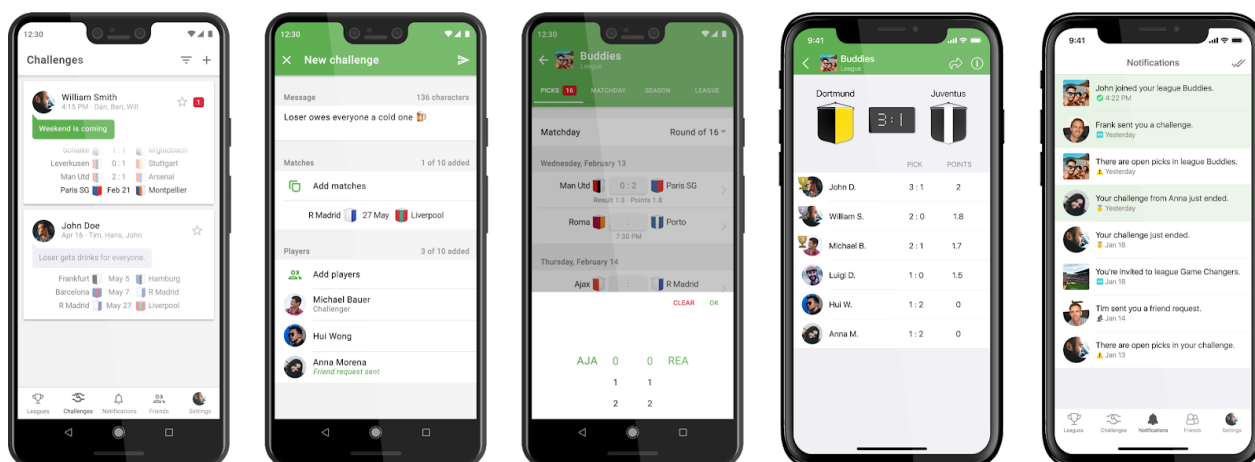 12:30
Challenges
William Smith
4:15 PM · Dan, Ben, Will
1
Weekend is coming
Schalke 1 : 1 M'gladbach
Leverkusen 0 : 1 Stuttgart
Man Utd 2 : 1 Arsenal
Paris SG Feb 21 Montpellier
John Doe
Apr 16 · Tim, Hans, John
Loser gets drinks for everyone.
Frankfurt May 5 Hamburg
Barcelona May 7 R Madrid
R Madrid May 27 Liverpool
Leagues Challenges Notifications Friends Settings
12:30
New challenge
Message 136 characters
Loser owes everyone a cold one 🍺
Matches 1 of 10 added
Add matches
R Madrid 27 May Liverpool
Players 3 of 10 added
Add players
Michael Bauer
Challenger
Hui Wong
Anna Morena
Friend request sent
12:30
Buddies
League
PICKS 16 MATCHDAY SEASON LEAGUE
Matchday Round of 16
Wednesday, February 13
Man Utd 0 : 2 Paris SG
Result 1:3 · Points 1.8
Roma : Porto
7:30 PM
Thursday, February 14
Ajax : R Madrid
CLEAR OK
AJA 0 0 REA
1 1
2 2
9:41
Buddies
League
Dortmund Juventus
3:1
PICK POINTS
John D. 3 : 1 2
William S. 2 : 0 1.8
Michael B. 2 : 1 1.7
Luigi D. 1 : 0 1.5
Hui W. 1 : 2 0
Anna M. 1 : 2 0
9:41
Notifications
John joined your league Buddies.
4:22 PM
Frank sent you a challenge.
Yesterday
There are open picks in league Buddies.
Yesterday
Your challenge from Anna just ended.
Yesterday
Your challenge just ended.
Jan 18
You're invited to league Game Changers.
Jan 18
Tim sent you a friend request.
Jan 14
There are open picks in your challenge.
Jan 13
Leagues Challenges Notifications Friends Settings